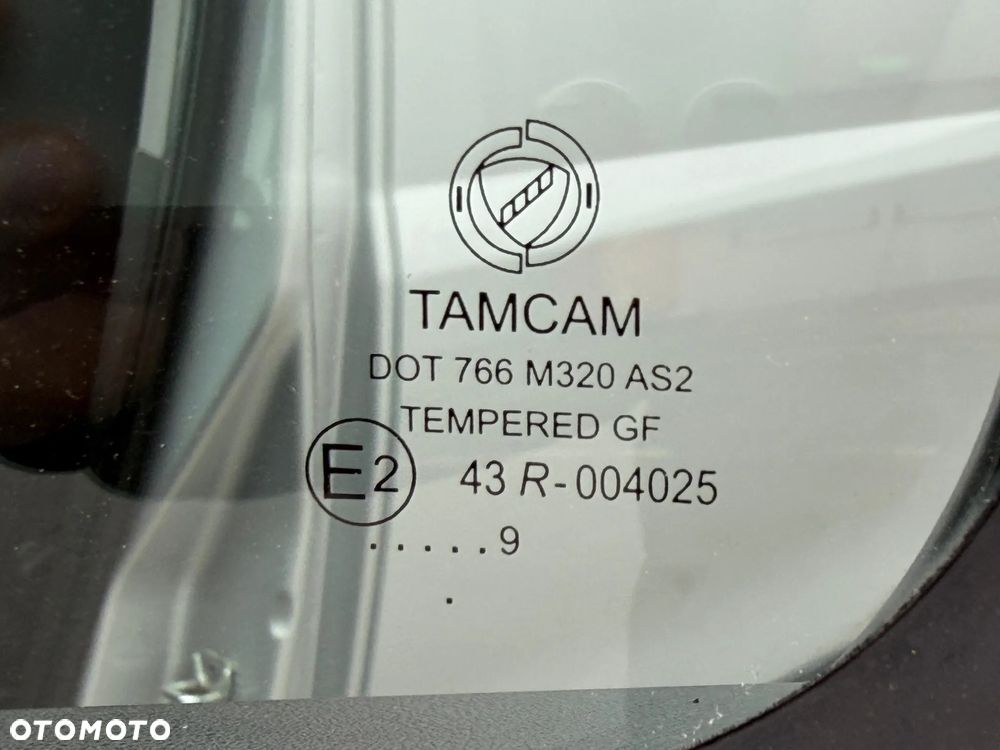 TAMCAM
DOT 766 M320 AS2
TEMPERED GF
E2 43 R-004025
.....9
.
OTOMOTO